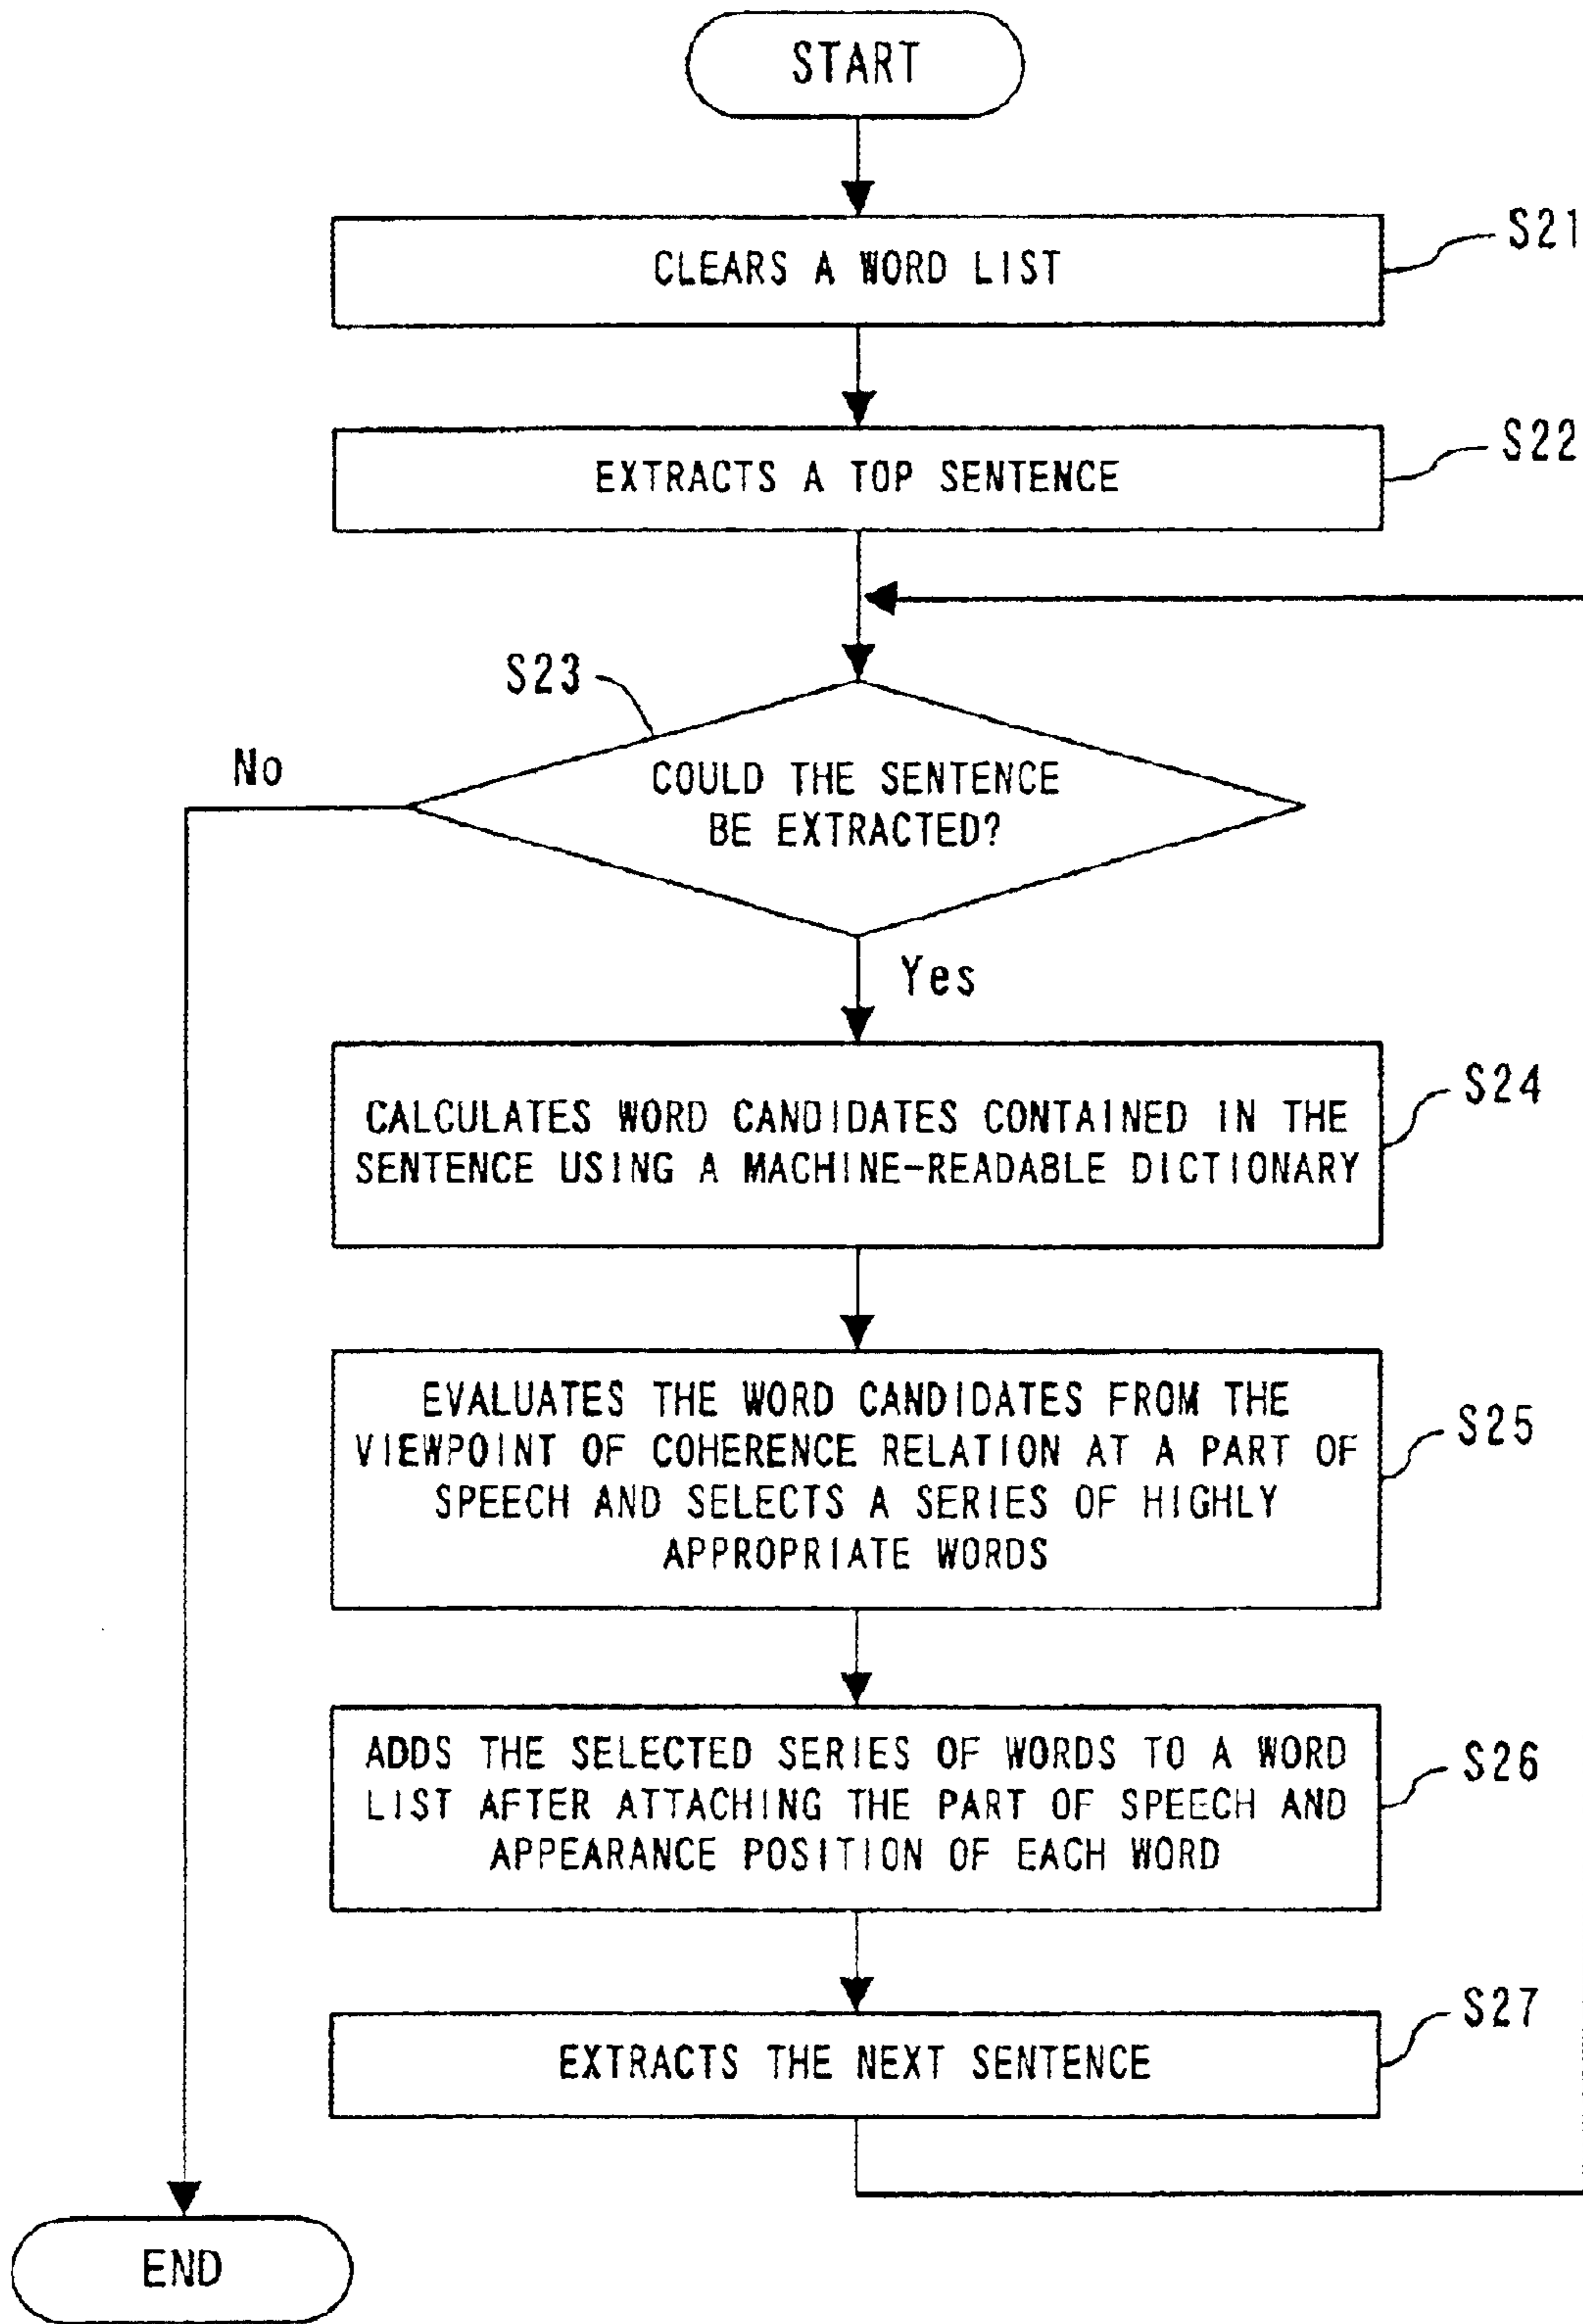 START
CLEARS A WORD LIST
S21
EXTRACTS A TOP SENTENCE
S22
S23
No
COULD THE SENTENCE
BE EXTRACTED?
Yes
CALCULATES WORD CANDIDATES CONTAINED IN THE
SENTENCE USING A MACHINE-READABLE DICTIONARY
S24
EVALUATES THE WORD CANDIDATES FROM THE
VIEWPOINT OF COHERENCE RELATION AT A PART OF
SPEECH AND SELECTS A SERIES OF HIGHLY
APPROPRIATE WORDS
S25
ADDS THE SELECTED SERIES OF WORDS TO A WORD
LIST AFTER ATTACHING THE PART OF SPEECH AND
APPEARANCE POSITION OF EACH WORD
S26
EXTRACTS THE NEXT SENTENCE
S27
END